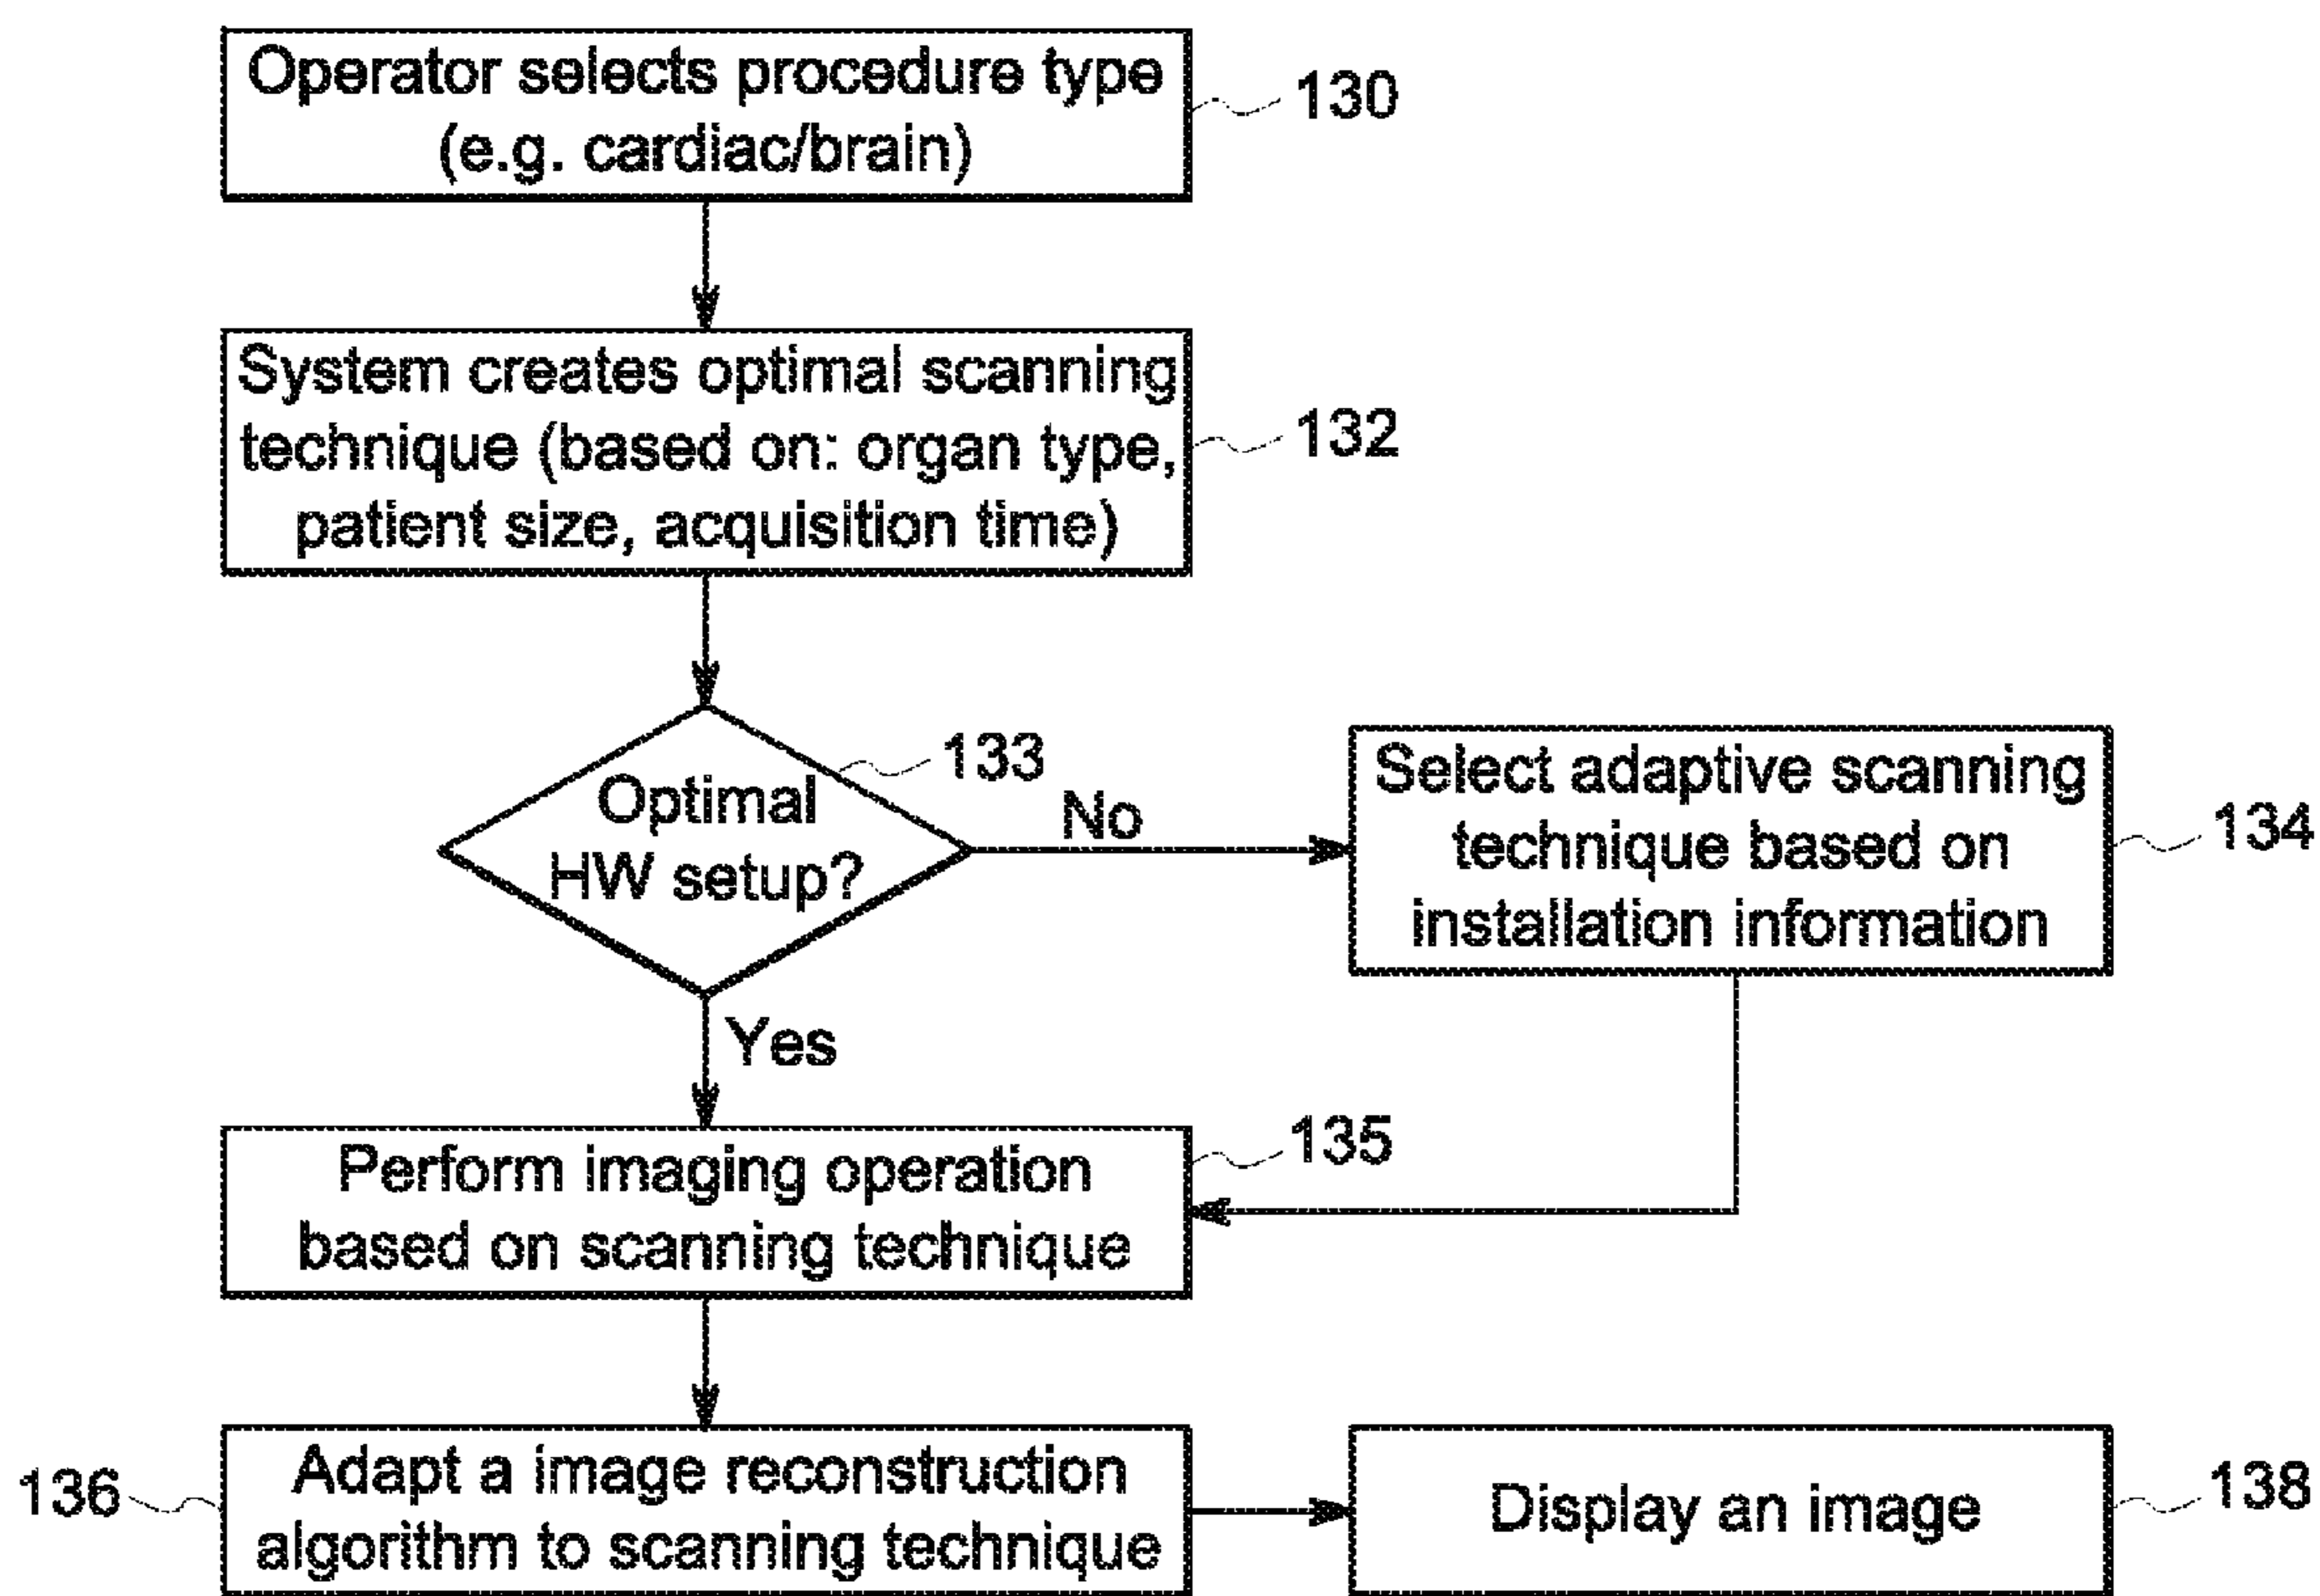 Operator selects procedure type
(e.g. cardiac/brain)
130
System creates optimal scanning
technique (based on: organ type,
patient size, acquisition time)
132
133
Optimal
HW setup?
No
Select adaptive scanning
technique based on
installation information
134
Yes
135
Perform imaging operation
based on scanning technique
136
Adapt a image reconstruction
algorithm to scanning technique
Display an image
138